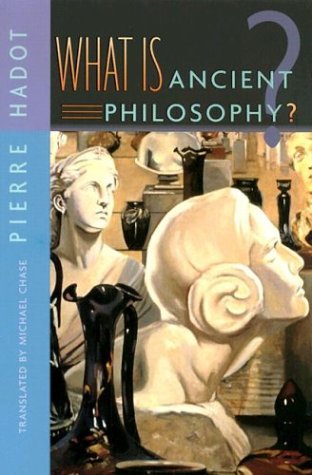 PIERRE HADOT
TRANSLATED BY MICHAEL CHASE
WHAT IS ANCIENT
PHILOSOPHY?
?